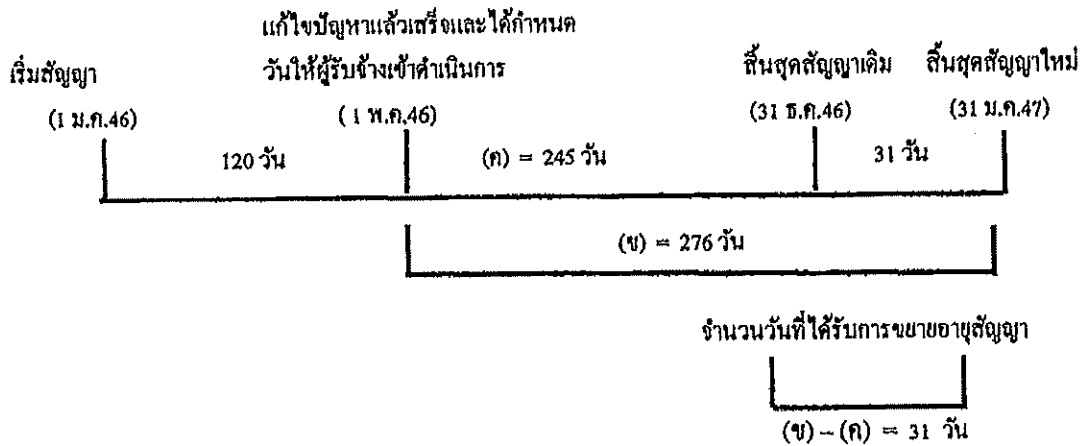 แก้ไขปัญหาแล้วเสร็จและได้กำหนด
เริ่มสัญญา วันให้ผู้รับจ้างเข้าดำเนินการ สิ้นสุดสัญญาเดิม สิ้นสุดสัญญาใหม่
(1 ม.ค.46) ( 1 พ.ค.46) (31 ธ.ค.46) (31 ม.ค.47)
120 วัน (ค) = 245 วัน 31 วัน
(ข) = 276 วัน
จำนวนวันที่ได้รับการขยายอายุสัญญา
(ข) – (ค) = 31 วัน